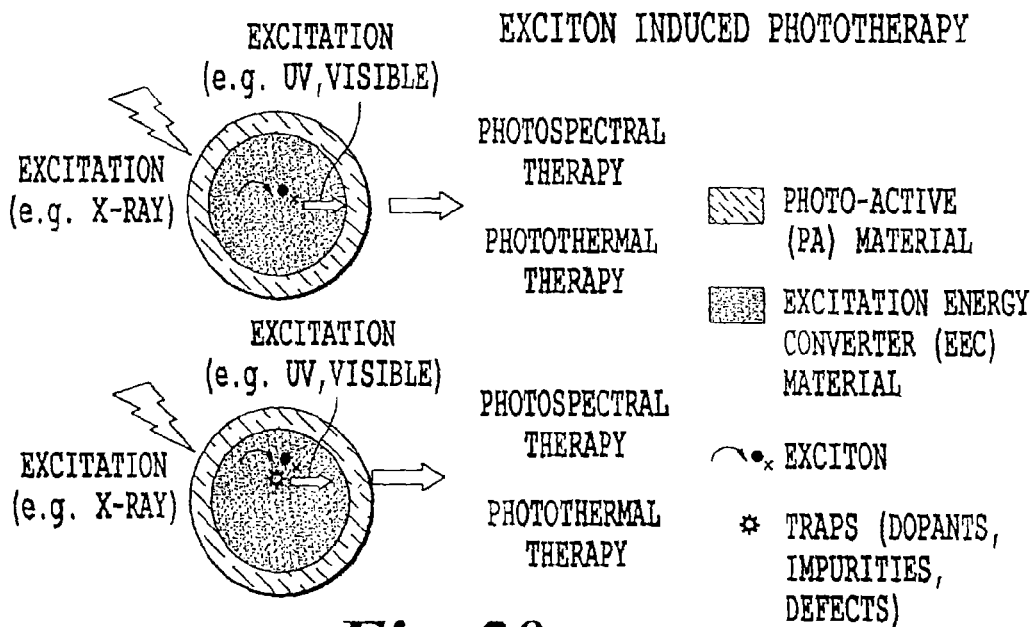 EXCITON INDUCED PHOTOTHERAPY
EXCITATION
(e.g. UV,VISIBLE)
EXCITATION
(e.g. X-RAY)
PHOTOSPECTRAL
THERAPY
PHOTOTHERMAL
THERAPY
EXCITATION
(e.g. UV,VISIBLE)
EXCITATION
(e.g. X-RAY)
PHOTOSPECTRAL
THERAPY
PHOTOTHERMAL
THERAPY
PHOTO-ACTIVE
(PA) MATERIAL
EXCITATION ENERGY
CONVERTER (EEC)
MATERIAL
EXCITON
TRAPS (DOPANTS,
IMPURITIES,
DEFECTS)